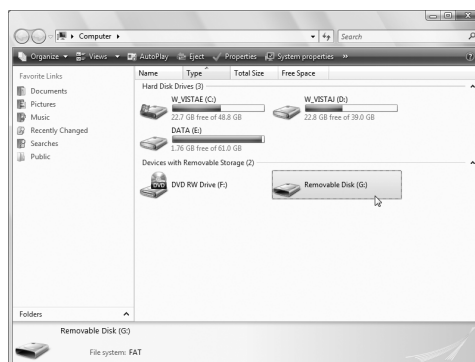 Computer
Search
Organize Views AutoPlay Eject Properties System properties »
Favorite Links
Documents
Pictures
Music
Recently Changed
Searches
Public
Folders
Name Type Total Size Free Space
Hard Disk Drives (3)
W_VISTAE (C:)
22.7 GB free of 48.8 GB
W_VISTAJ (D:)
22.8 GB free of 39.0 GB
DATA (E:)
1.76 GB free of 61.0 GB
Devices with Removable Storage (2)
DVD RW Drive (F:)
Removable Disk (G:)
Removable Disk (G:)
File system: FAT